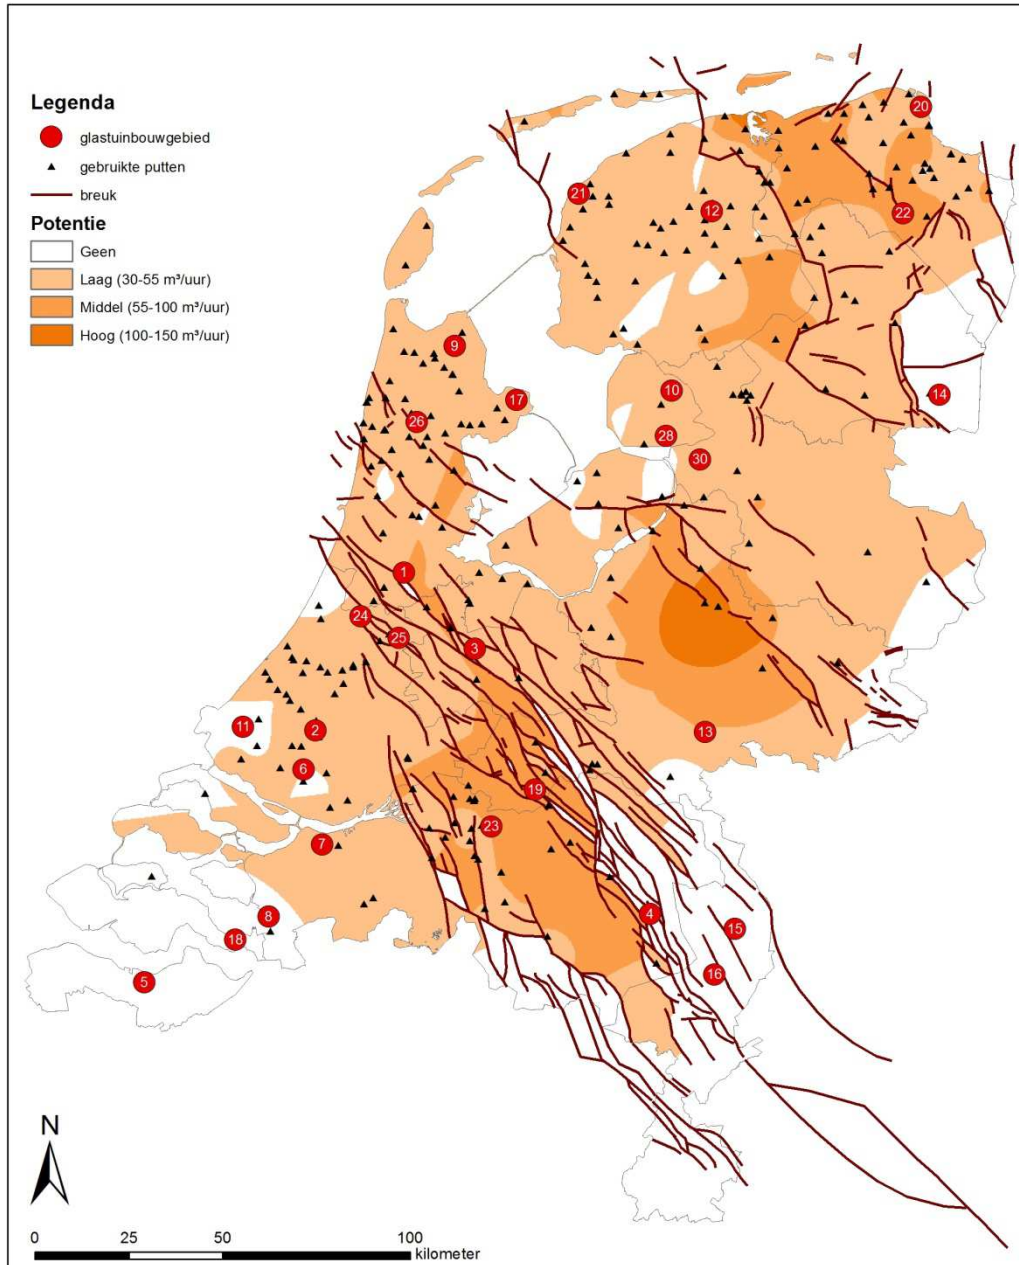 Legenda
glastuinbouwgebied
gebruikte putten
breuk
Potentie
Geen
Laag (30-55 m³/uur)
Middel (55-100 m³/uur)
Hoog (100-150 m³/uur)
20
21
12
22
9
10
17
14
26
28
30
1
24
25
3
11
2
13
6
19
23
7
4
8
15
18
16
5
N
0 25 50 100
kilometer